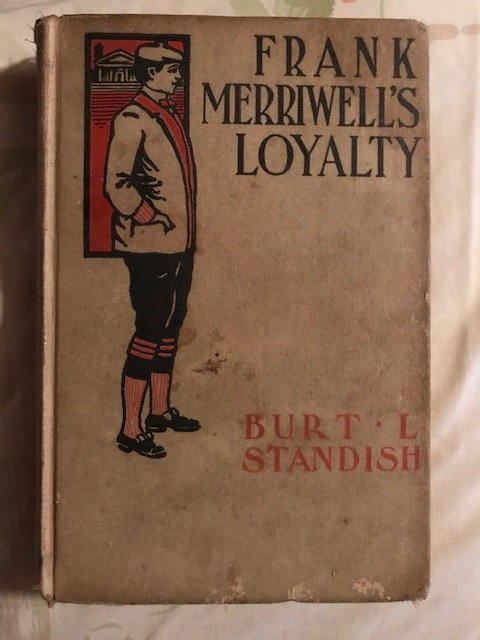 FRANK
MERRIWELL'S
LOYALTY
BURT · L
STANDISH